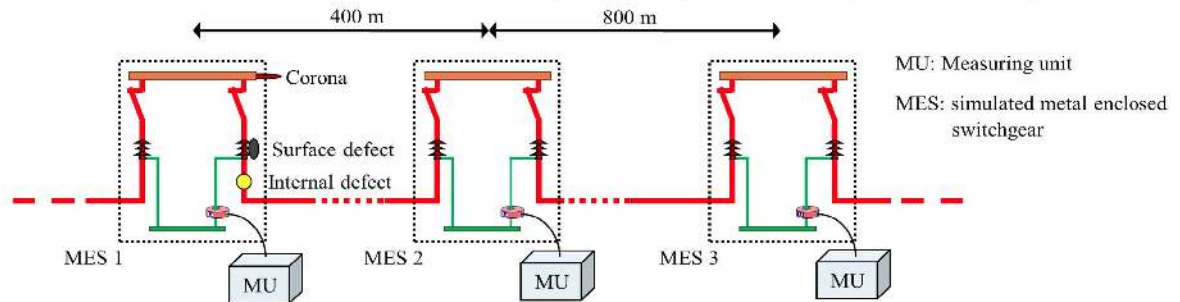 400 m
800 m
Corona
Surface defect
Internal defect
MU: Measuring unit
MES: simulated metal enclosed
switchgear
MES 1
MES 2
MES 3
MU
MU
MU